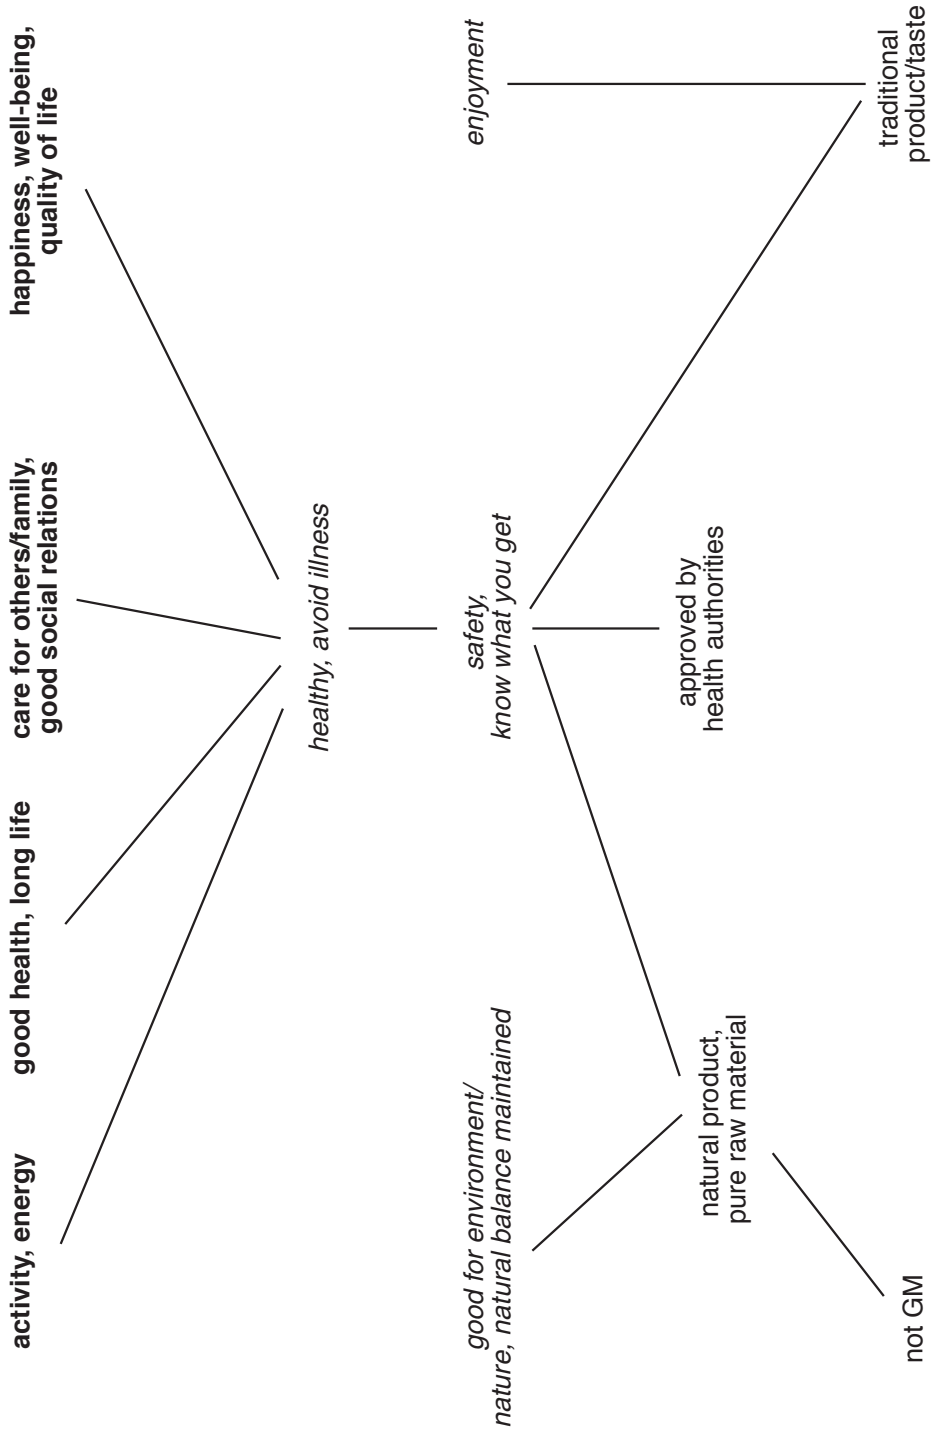 activity, energy
good health, long life
care for others/family,
good social relations
happiness, well-being,
quality of life
healthy, avoid illness
good for environment/
nature, natural balance maintained
safety,
know what you get
enjoyment
natural product,
pure raw material
approved by
health authorities
not GM
traditional
product/taste